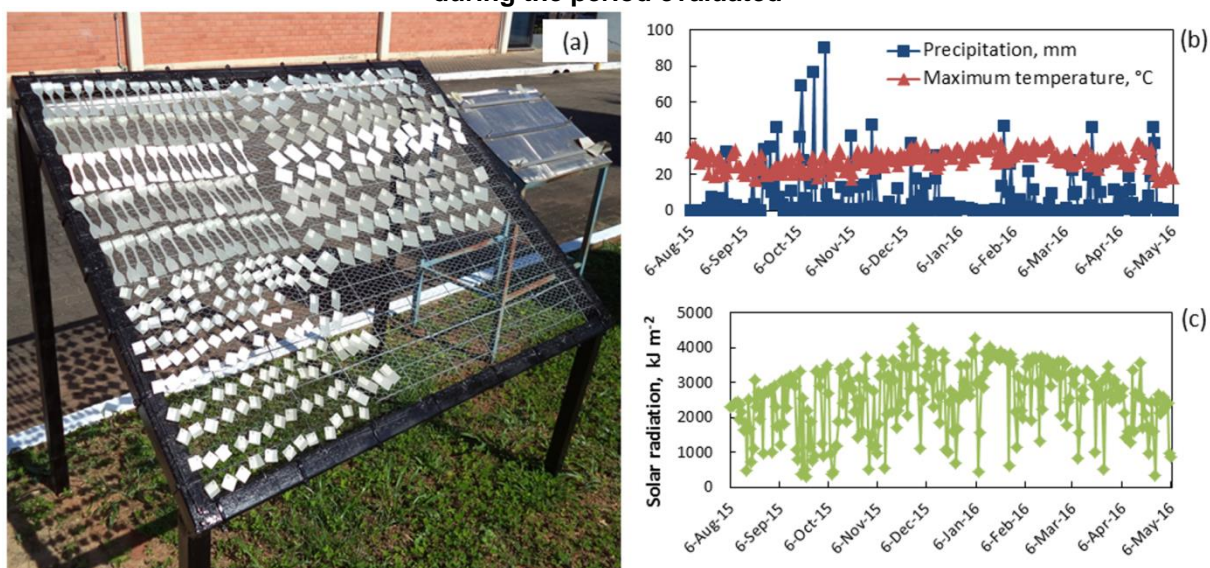 during the period evaluated
(a)
(b)
Precipitation, mm
Maximum temperature, °C
100
80
60
40
20
0
6-Aug-15
6-Sep-15
6-Oct-15
6-Nov-15
6-Dec-15
6-Jan-16
6-Feb-16
6-Mar-16
6-Apr-16
6-May-16
(c)
Solar radiation, kJ m⁻²
5000
4000
3000
2000
1000
0
6-Aug-15
6-Sep-15
6-Oct-15
6-Nov-15
6-Dec-15
6-Jan-16
6-Feb-16
6-Mar-16
6-Apr-16
6-May-16